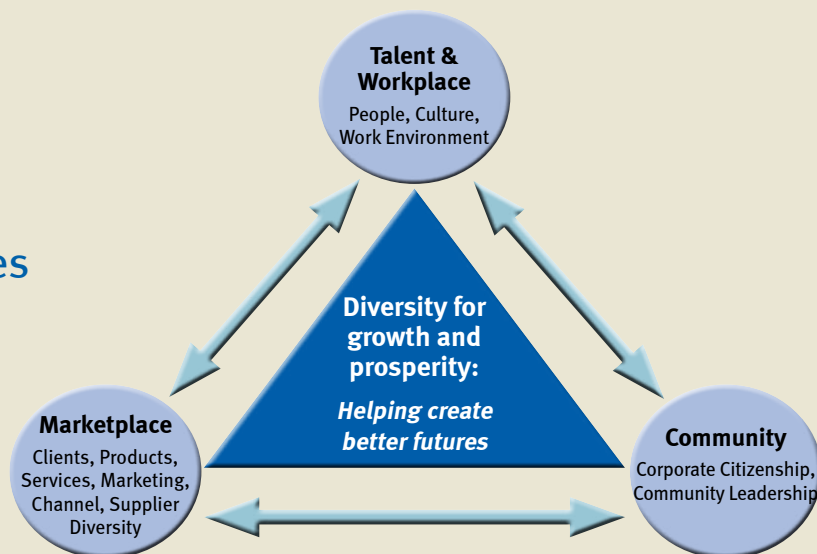 Talent &
Workplace
People, Culture,
Work Environment
es
Diversity for
growth and
prosperity:
Helping create
better futures
Marketplace
Clients, Products,
Services, Marketing,
Channel, Supplier
Diversity
Community
Corporate Citizenship,
Community Leadership